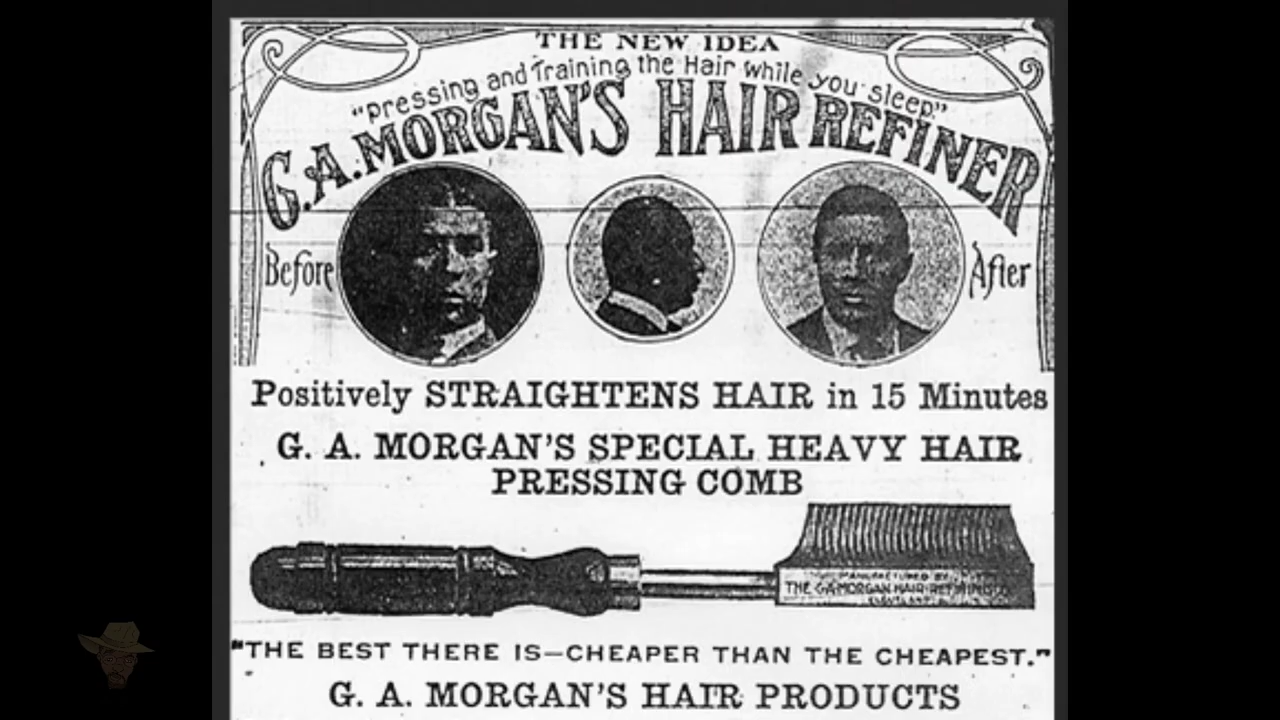 THE NEW IDEA
"pressing and Training the Hair while you sleep"
G.A. MORGAN'S HAIR REFINER
Before
After
Positively STRAIGHTENS HAIR in 15 Minutes
G. A. MORGAN'S SPECIAL HEAVY HAIR
PRESSING COMB
MANUFACTURED BY
THE G.A. MORGAN HAIR REFINING
"THE BEST THERE IS—CHEAPER THAN THE CHEAPEST."
G. A. MORGAN'S HAIR PRODUCTS